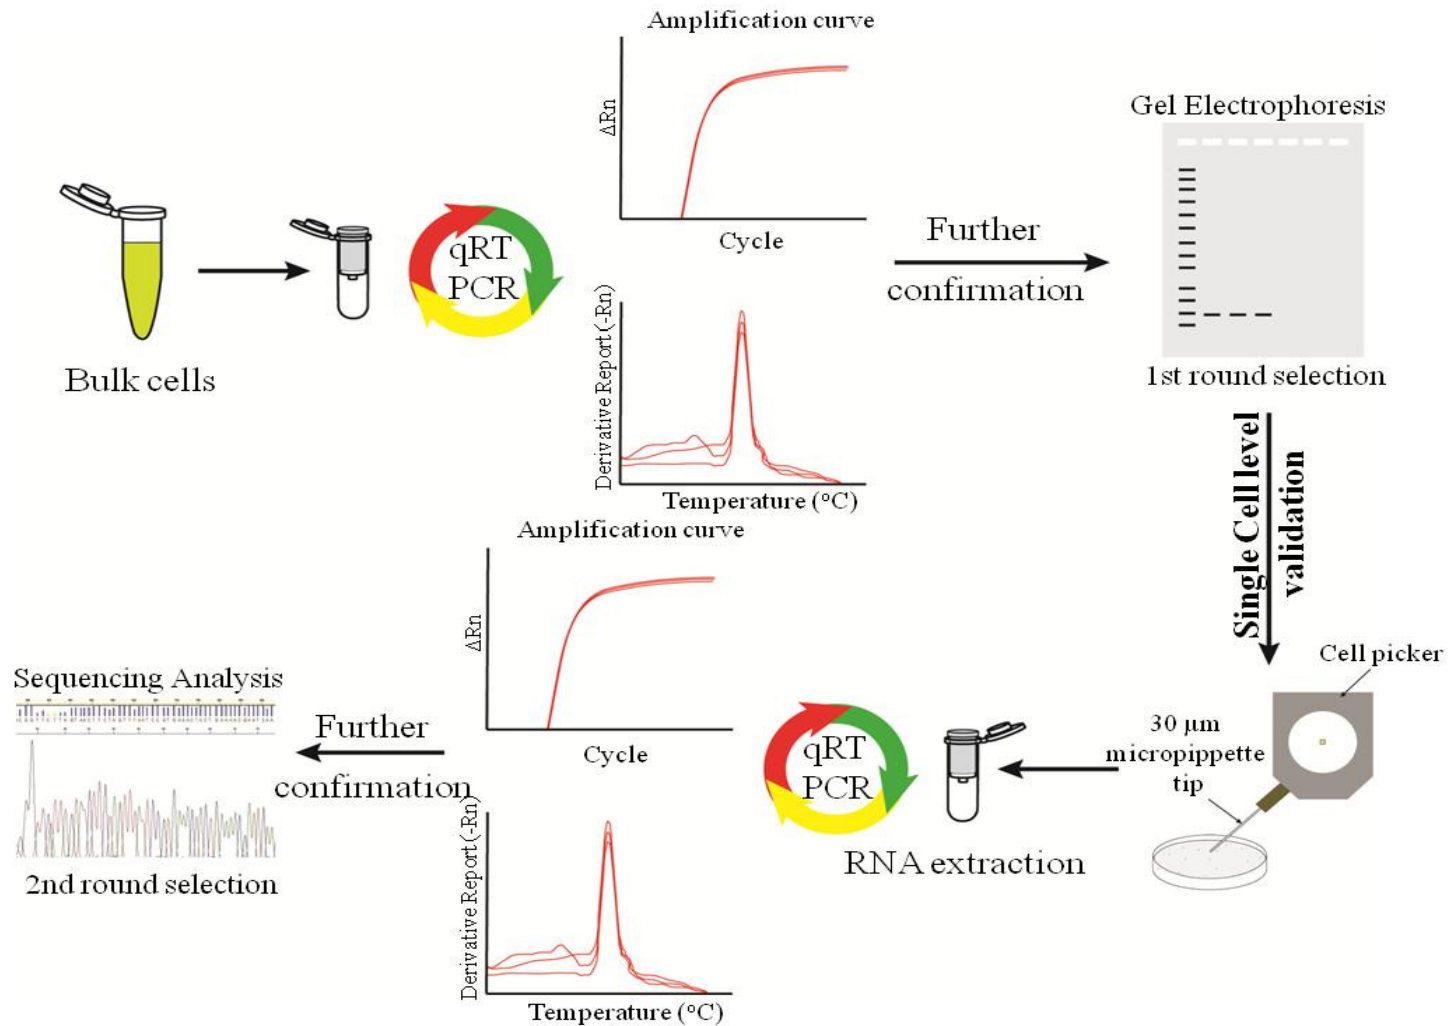 Amplification curve
ΔRn
Cycle
Gel Electrophoresis
qRT
PCR
Further
confirmation
Bulk cells
Derivative Report (-Rn)
Temperature (°C)
1st round selection
Single Cell level
validation
Cell picker
30 µm
micropippette
tip
qRT
PCR
RNA extraction
Amplification curve
ΔRn
Cycle
Derivative Report (-Rn)
Temperature (°C)
Further
confirmation
Sequencing Analysis
2nd round selection